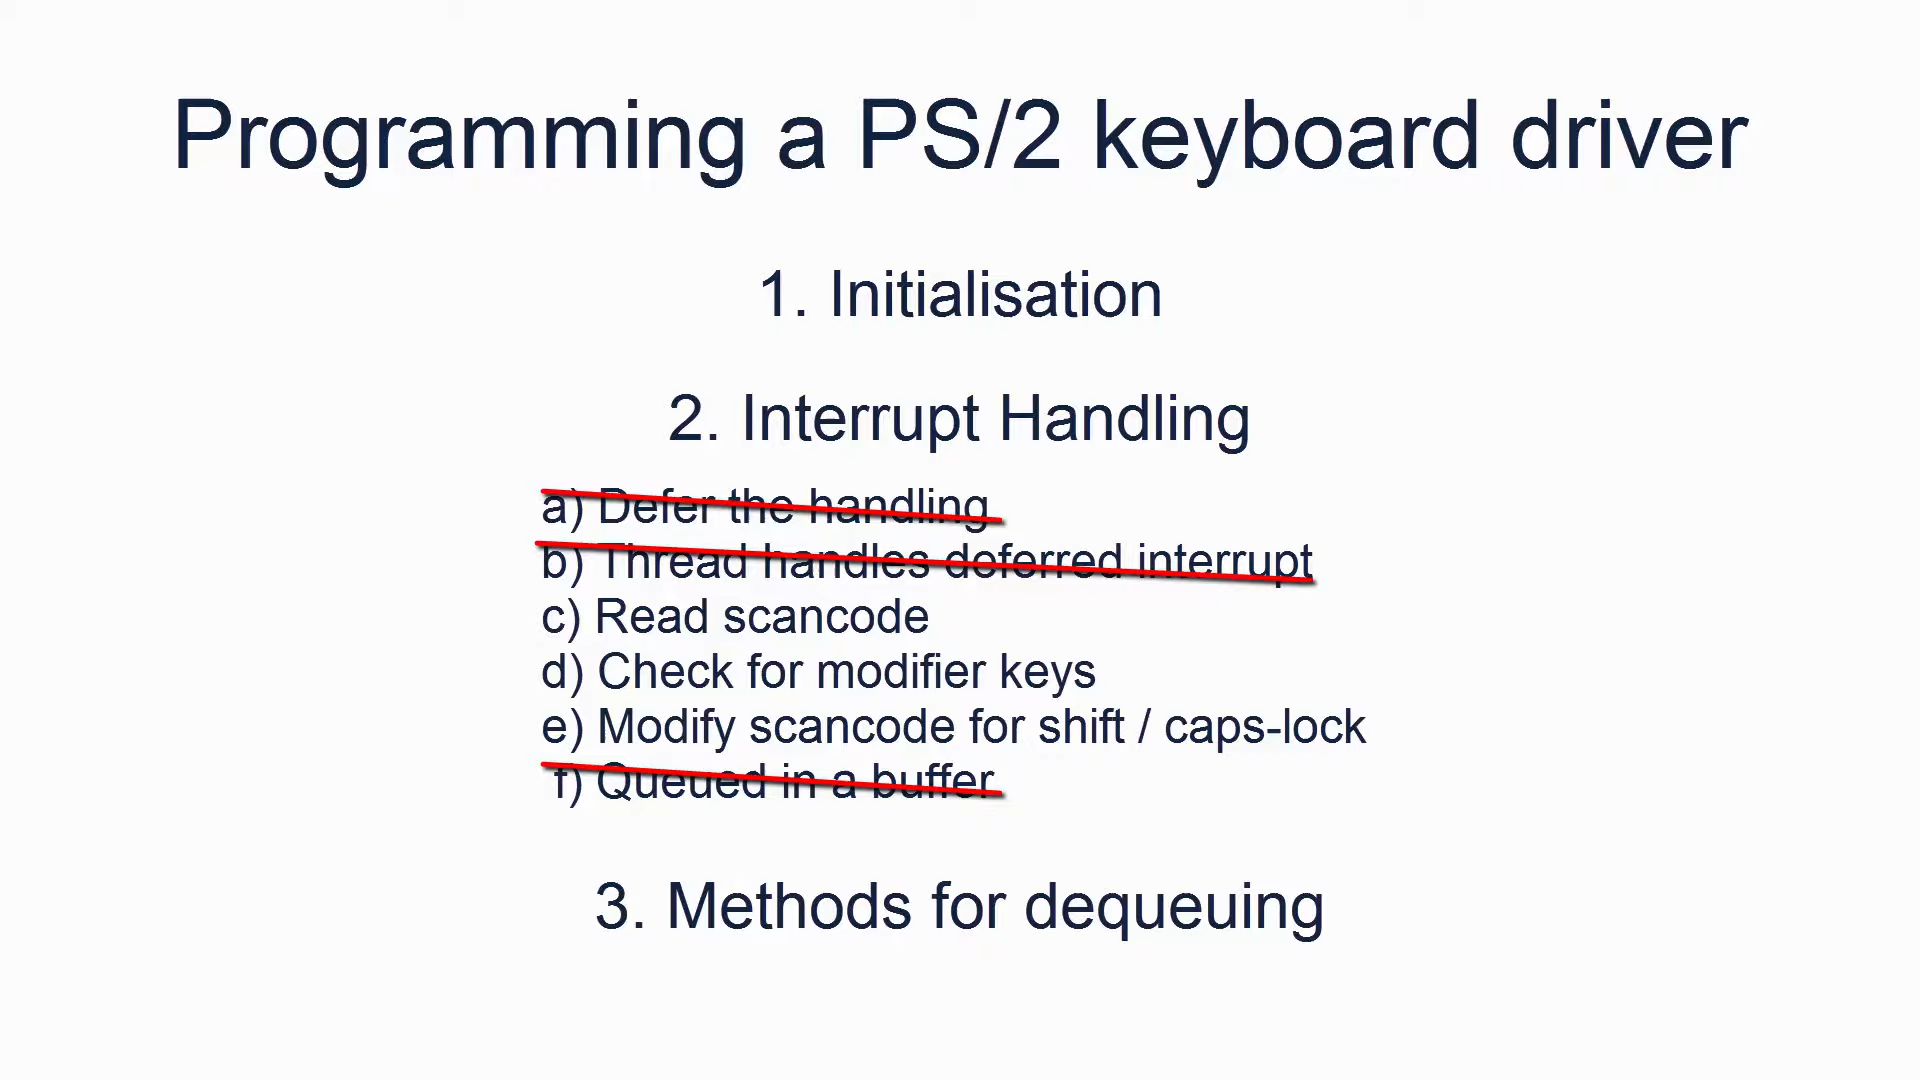 Programming a PS/2 keyboard driver
1. Initialisation
2. Interrupt Handling
a) Defer the handling
b) Thread handles deferred interrupt
c) Read scancode
d) Check for modifier keys
e) Modify scancode for shift / caps-lock
f) Queued in a buffer
3. Methods for dequeuing